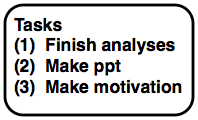 Tasks
(1) Finish analyses
(2) Make ppt
(3) Make motivation